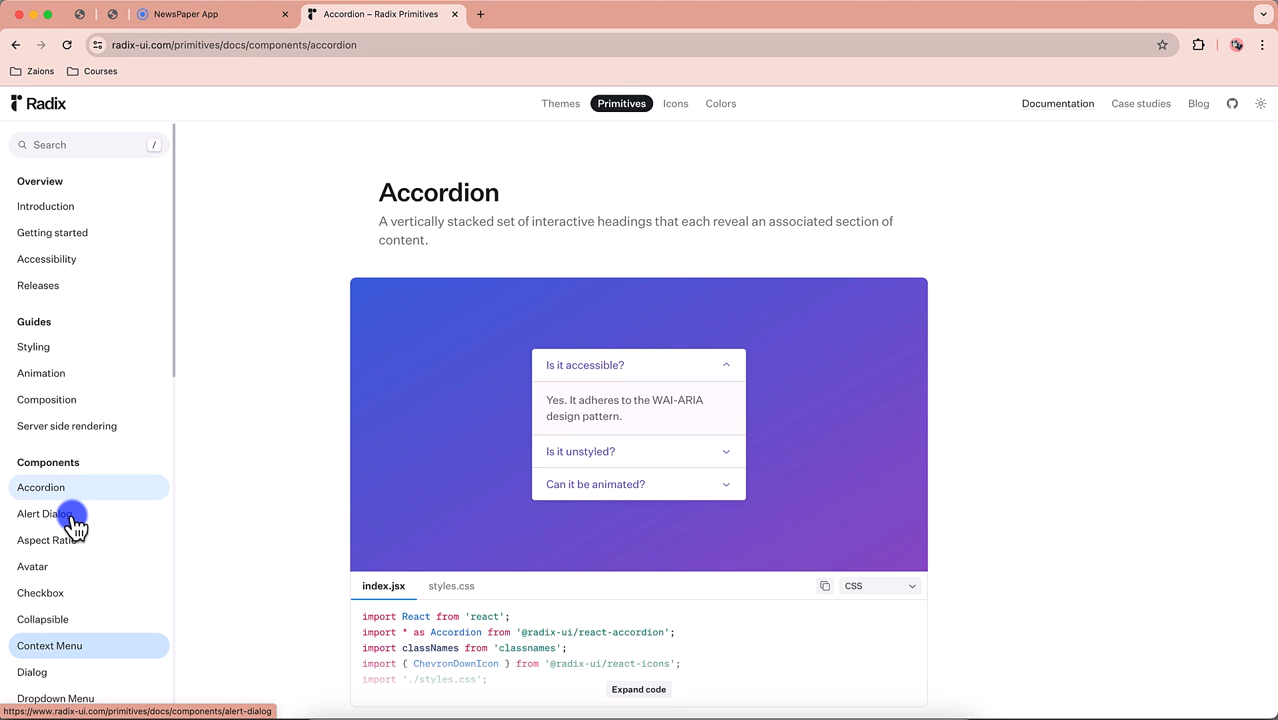 NewsPaper App
Accordion – Radix Primitives
radix-ui.com/primitives/docs/components/accordion
Zaions
Courses
Radix
Themes
Primitives
Icons
Colors
Documentation
Case studies
Blog
Search
/
Overview
Introduction
Getting started
Accessibility
Releases
Guides
Styling
Animation
Composition
Server side rendering
Components
Accordion
Alert Dialog
Aspect Ratio
Avatar
Checkbox
Collapsible
Context Menu
Dialog
Dropdown Menu
https://www.radix-ui.com/primitives/docs/components/alert-dialog
Accordion
A vertically stacked set of interactive headings that each reveal an associated section of
content.
Is it accessible?
Yes. It adheres to the WAI-ARIA
design pattern.
Is it unstyled?
Can it be animated?
index.jsx
styles.css
CSS
import React from 'react';
import * as Accordion from '@radix-ui/react-accordion';
import classNames from 'classnames';
import { ChevronDownIcon } from '@radix-ui/react-icons';
import './styles.css';
Expand code